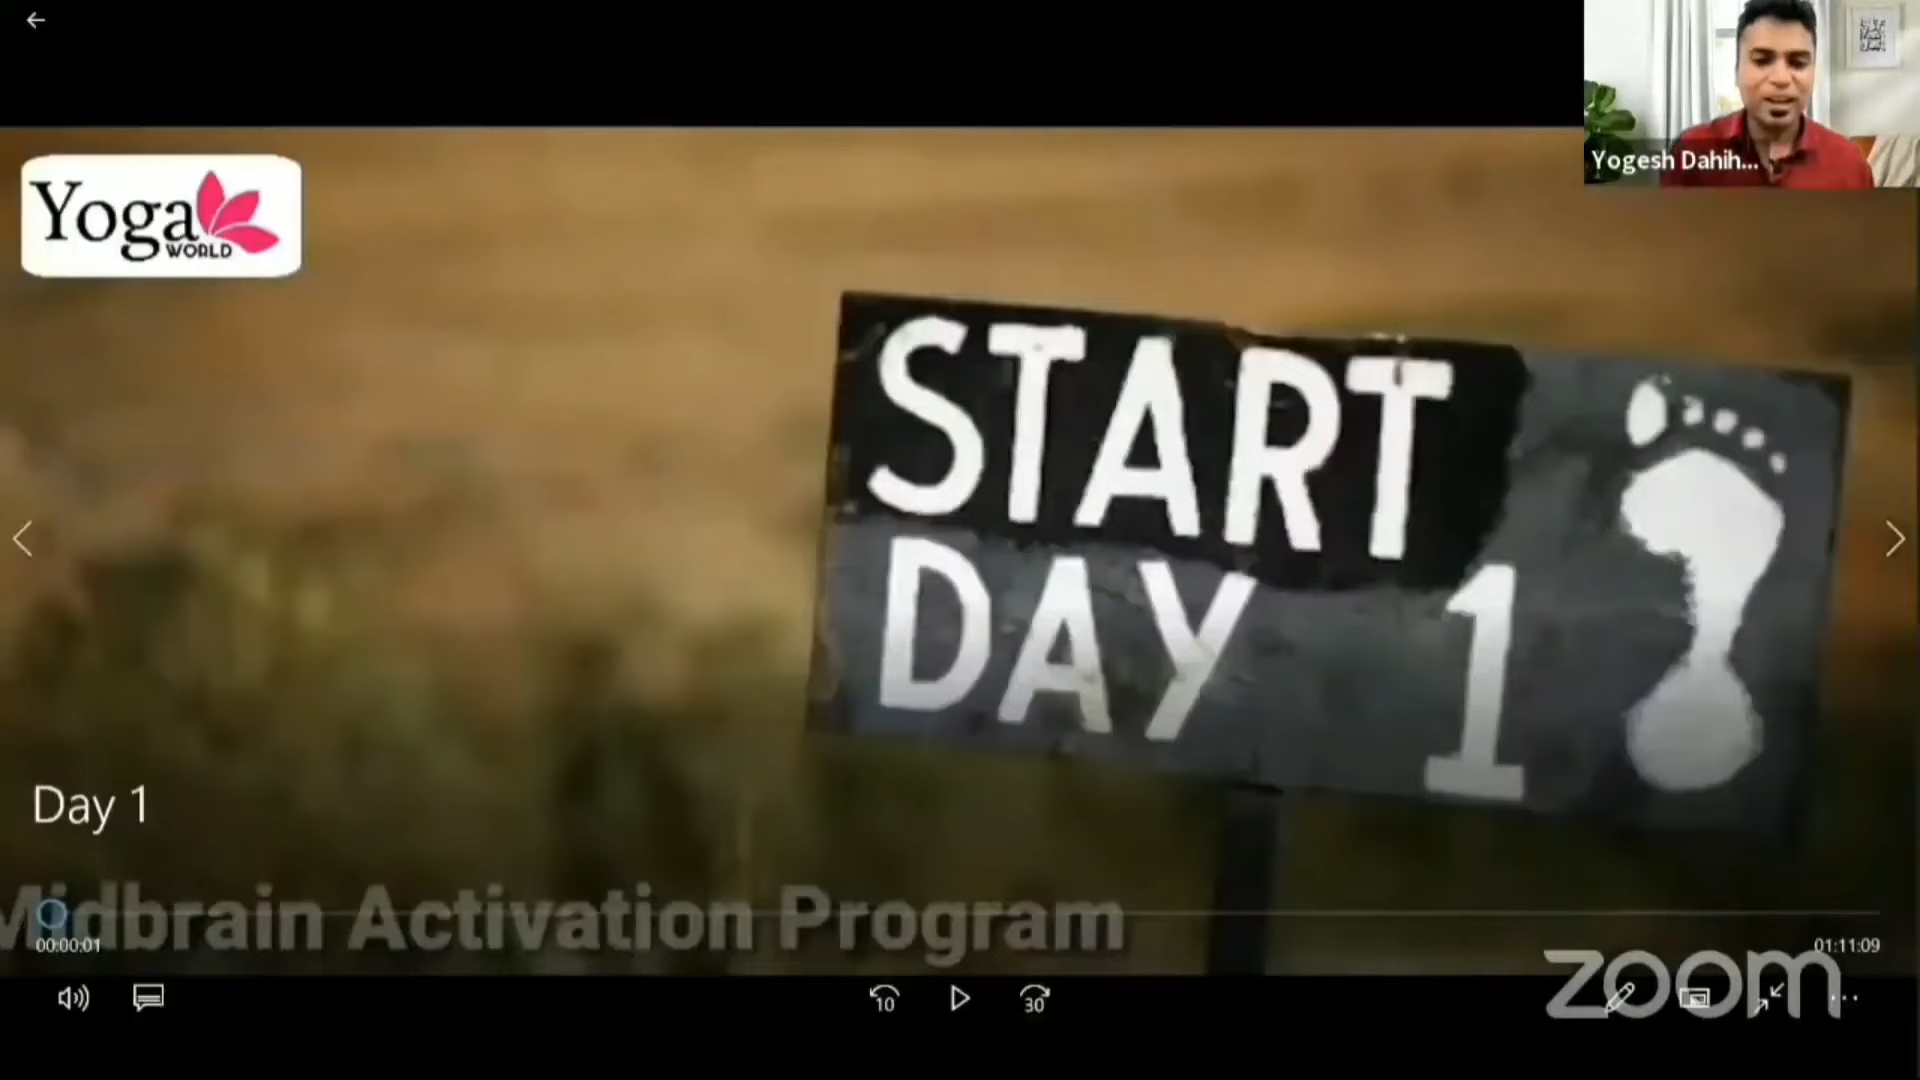 Yogesh Dahih...
Yoga
WORLD
START
DAY 1
Day 1
Midbrain Activation Program
00:00:01
01:11:09
10
30
zoom